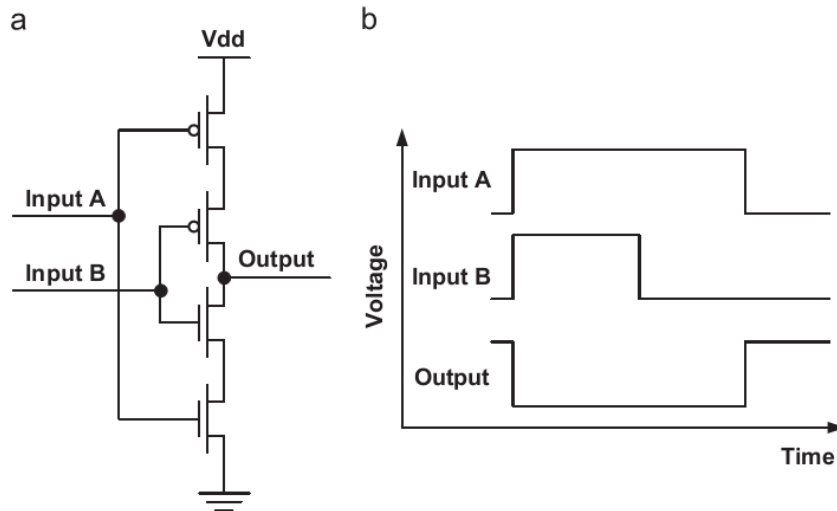 a
Vdd
Input A
Input B
Output
b
Voltage
Input A
Input B
Output
Time